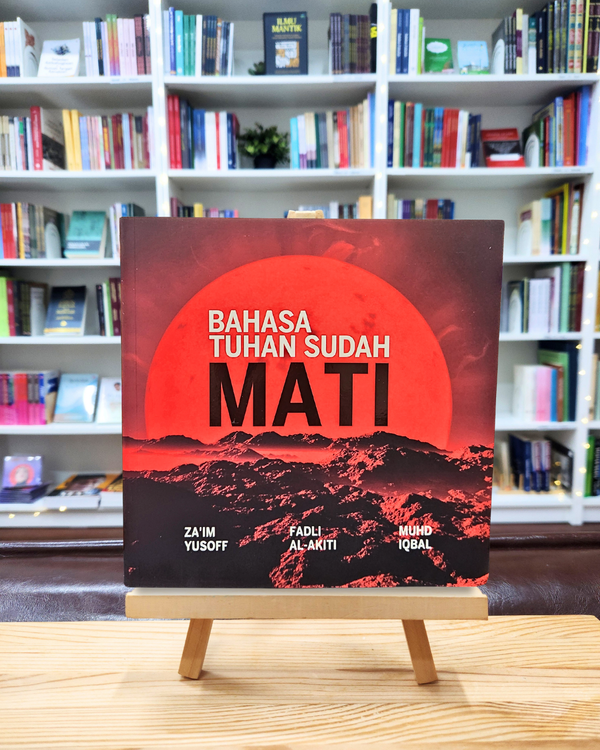 ILMU
MANTIK
BAHASA
TUHAN SUDAH
MATI
ZA'IM
YUSOFF
FADLI
AL-AKITI
MUHD
IQBAL